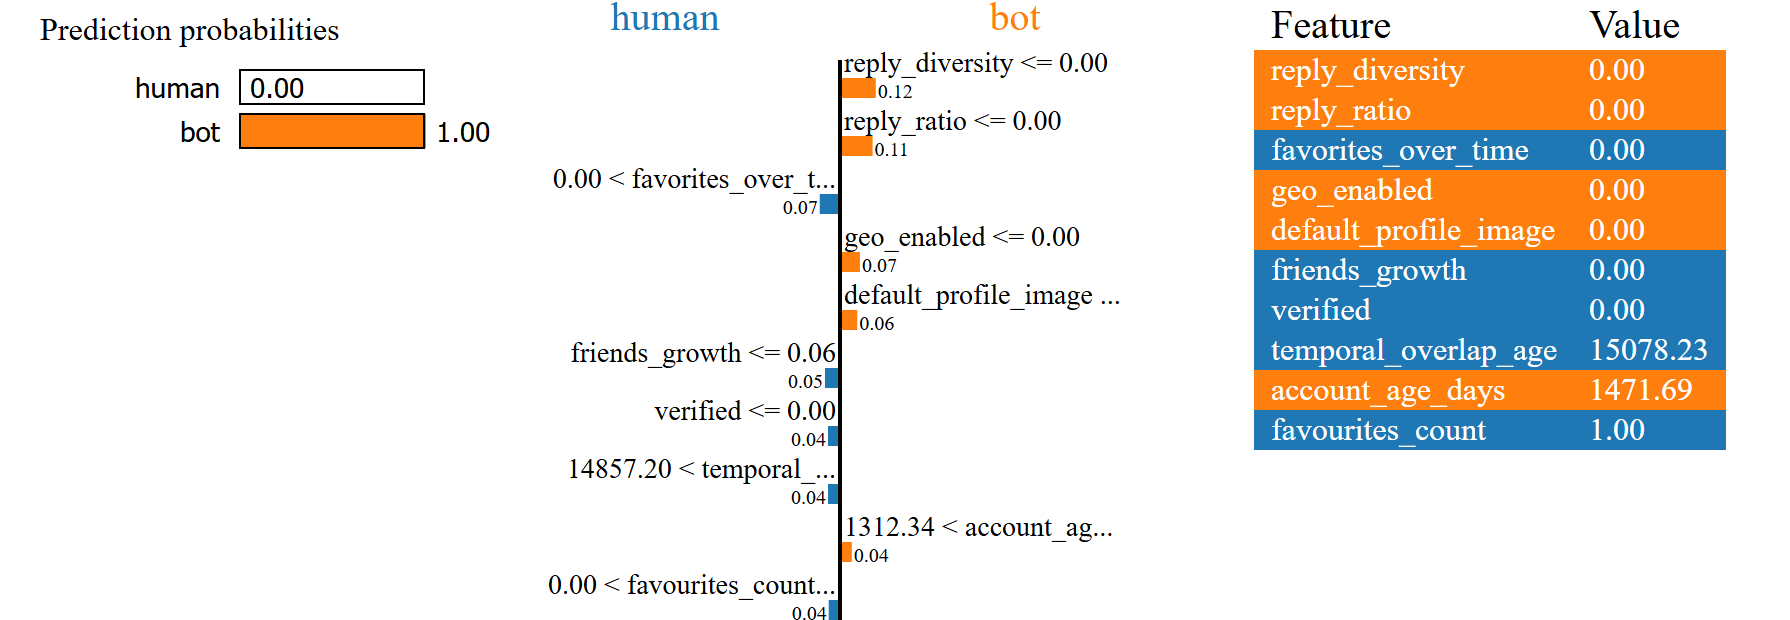 Prediction probabilities
human 0.00
bot 1.00
human bot
reply_diversity <= 0.00
0.12
reply_ratio <= 0.00
0.11
0.00 < favorites_over_t...
0.07
geo_enabled <= 0.00
0.07
default_profile_image ...
0.06
friends_growth <= 0.06
0.05
verified <= 0.00
0.04
14857.20 < temporal_...
0.04
1312.34 < account_ag...
0.04
0.00 < favourites_count...
0.04
Feature Value
reply_diversity 0.00
reply_ratio 0.00
favorites_over_time 0.00
geo_enabled 0.00
default_profile_image 0.00
friends_growth 0.00
verified 0.00
temporal_overlap_age 15078.23
account_age_days 1471.69
favourites_count 1.00